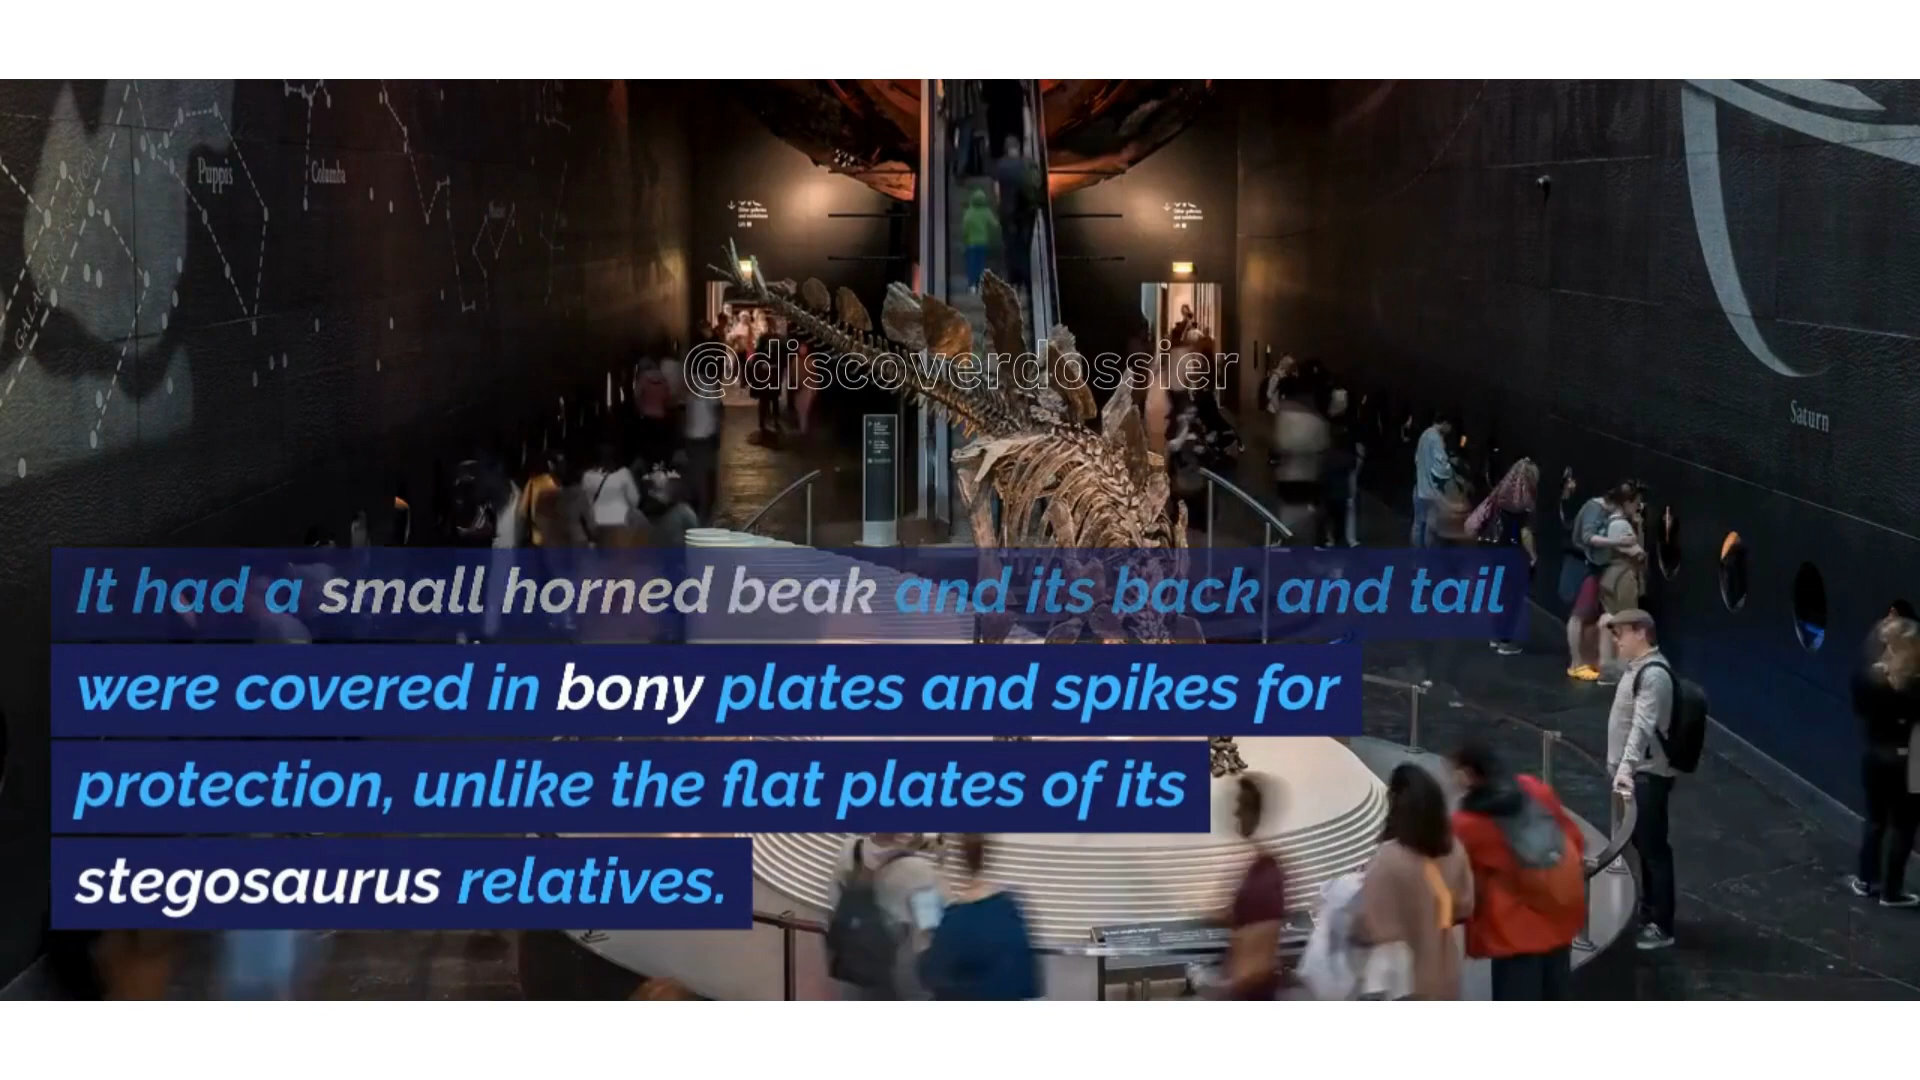 Puppis
Columba
Saturn
@discoverdossier
It had a small horned beak and its back and tail
were covered in bony plates and spikes for
protection, unlike the flat plates of its
stegosaurus relatives.